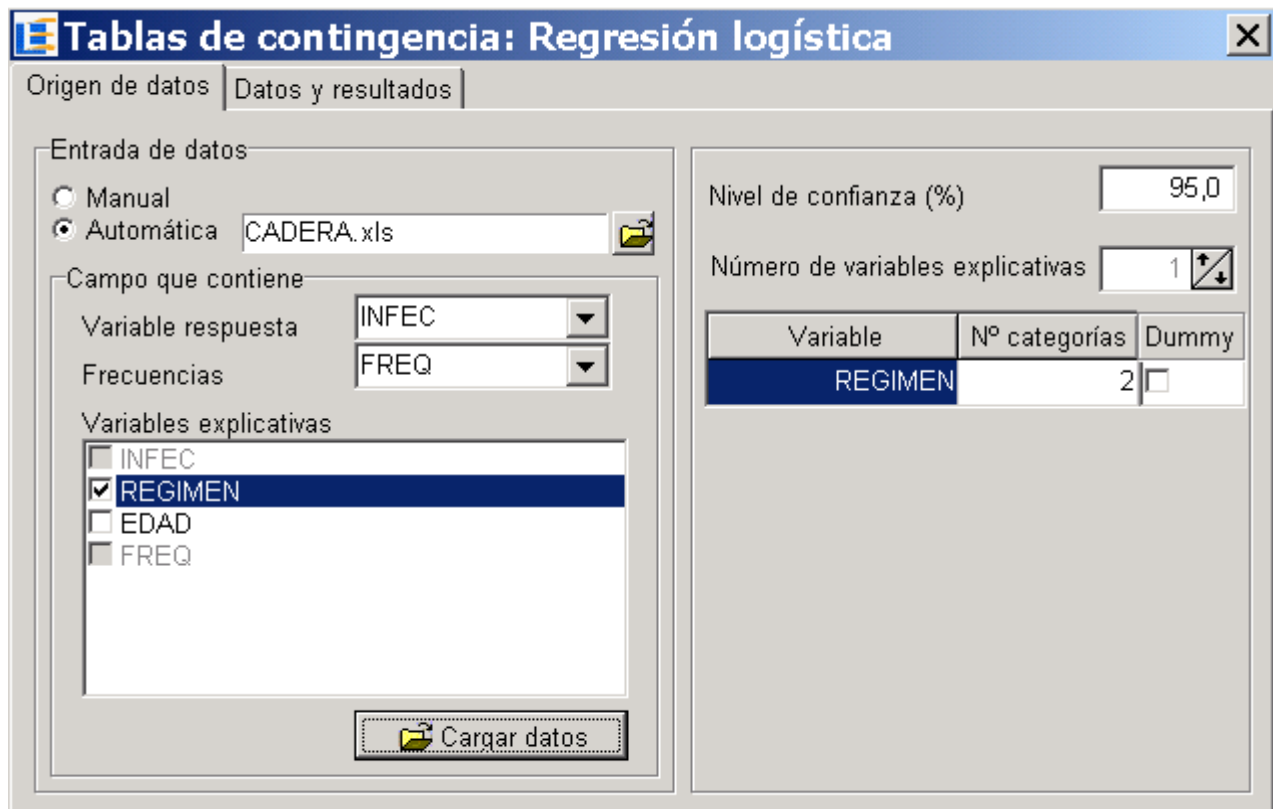 Tablas de contingencia: Regresión logística
Origen de datos
Datos y resultados
Entrada de datos
Manual
Automática
CADERA.xls
Campo que contiene
Variable respuesta
INFEC
Frecuencias
FREQ
Variables explicativas
INFEC
REGIMEN
EDAD
FREQ
Cargar datos
Nivel de confianza (%)
95,0
Número de variables explicativas
1
Variable
Nº categorías
Dummy
REGIMEN
2